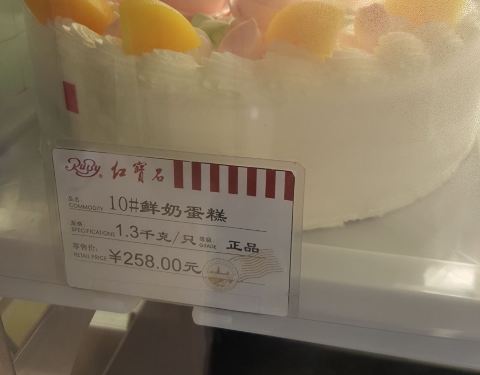 Ruby® 红宝石
品名
COMMODITY 10#鲜奶蛋糕
规格
SPECIFICATIONS 1.3千克/只 等级
GRADE 正品
零售价:
RETAIL PRICE ¥258.00元